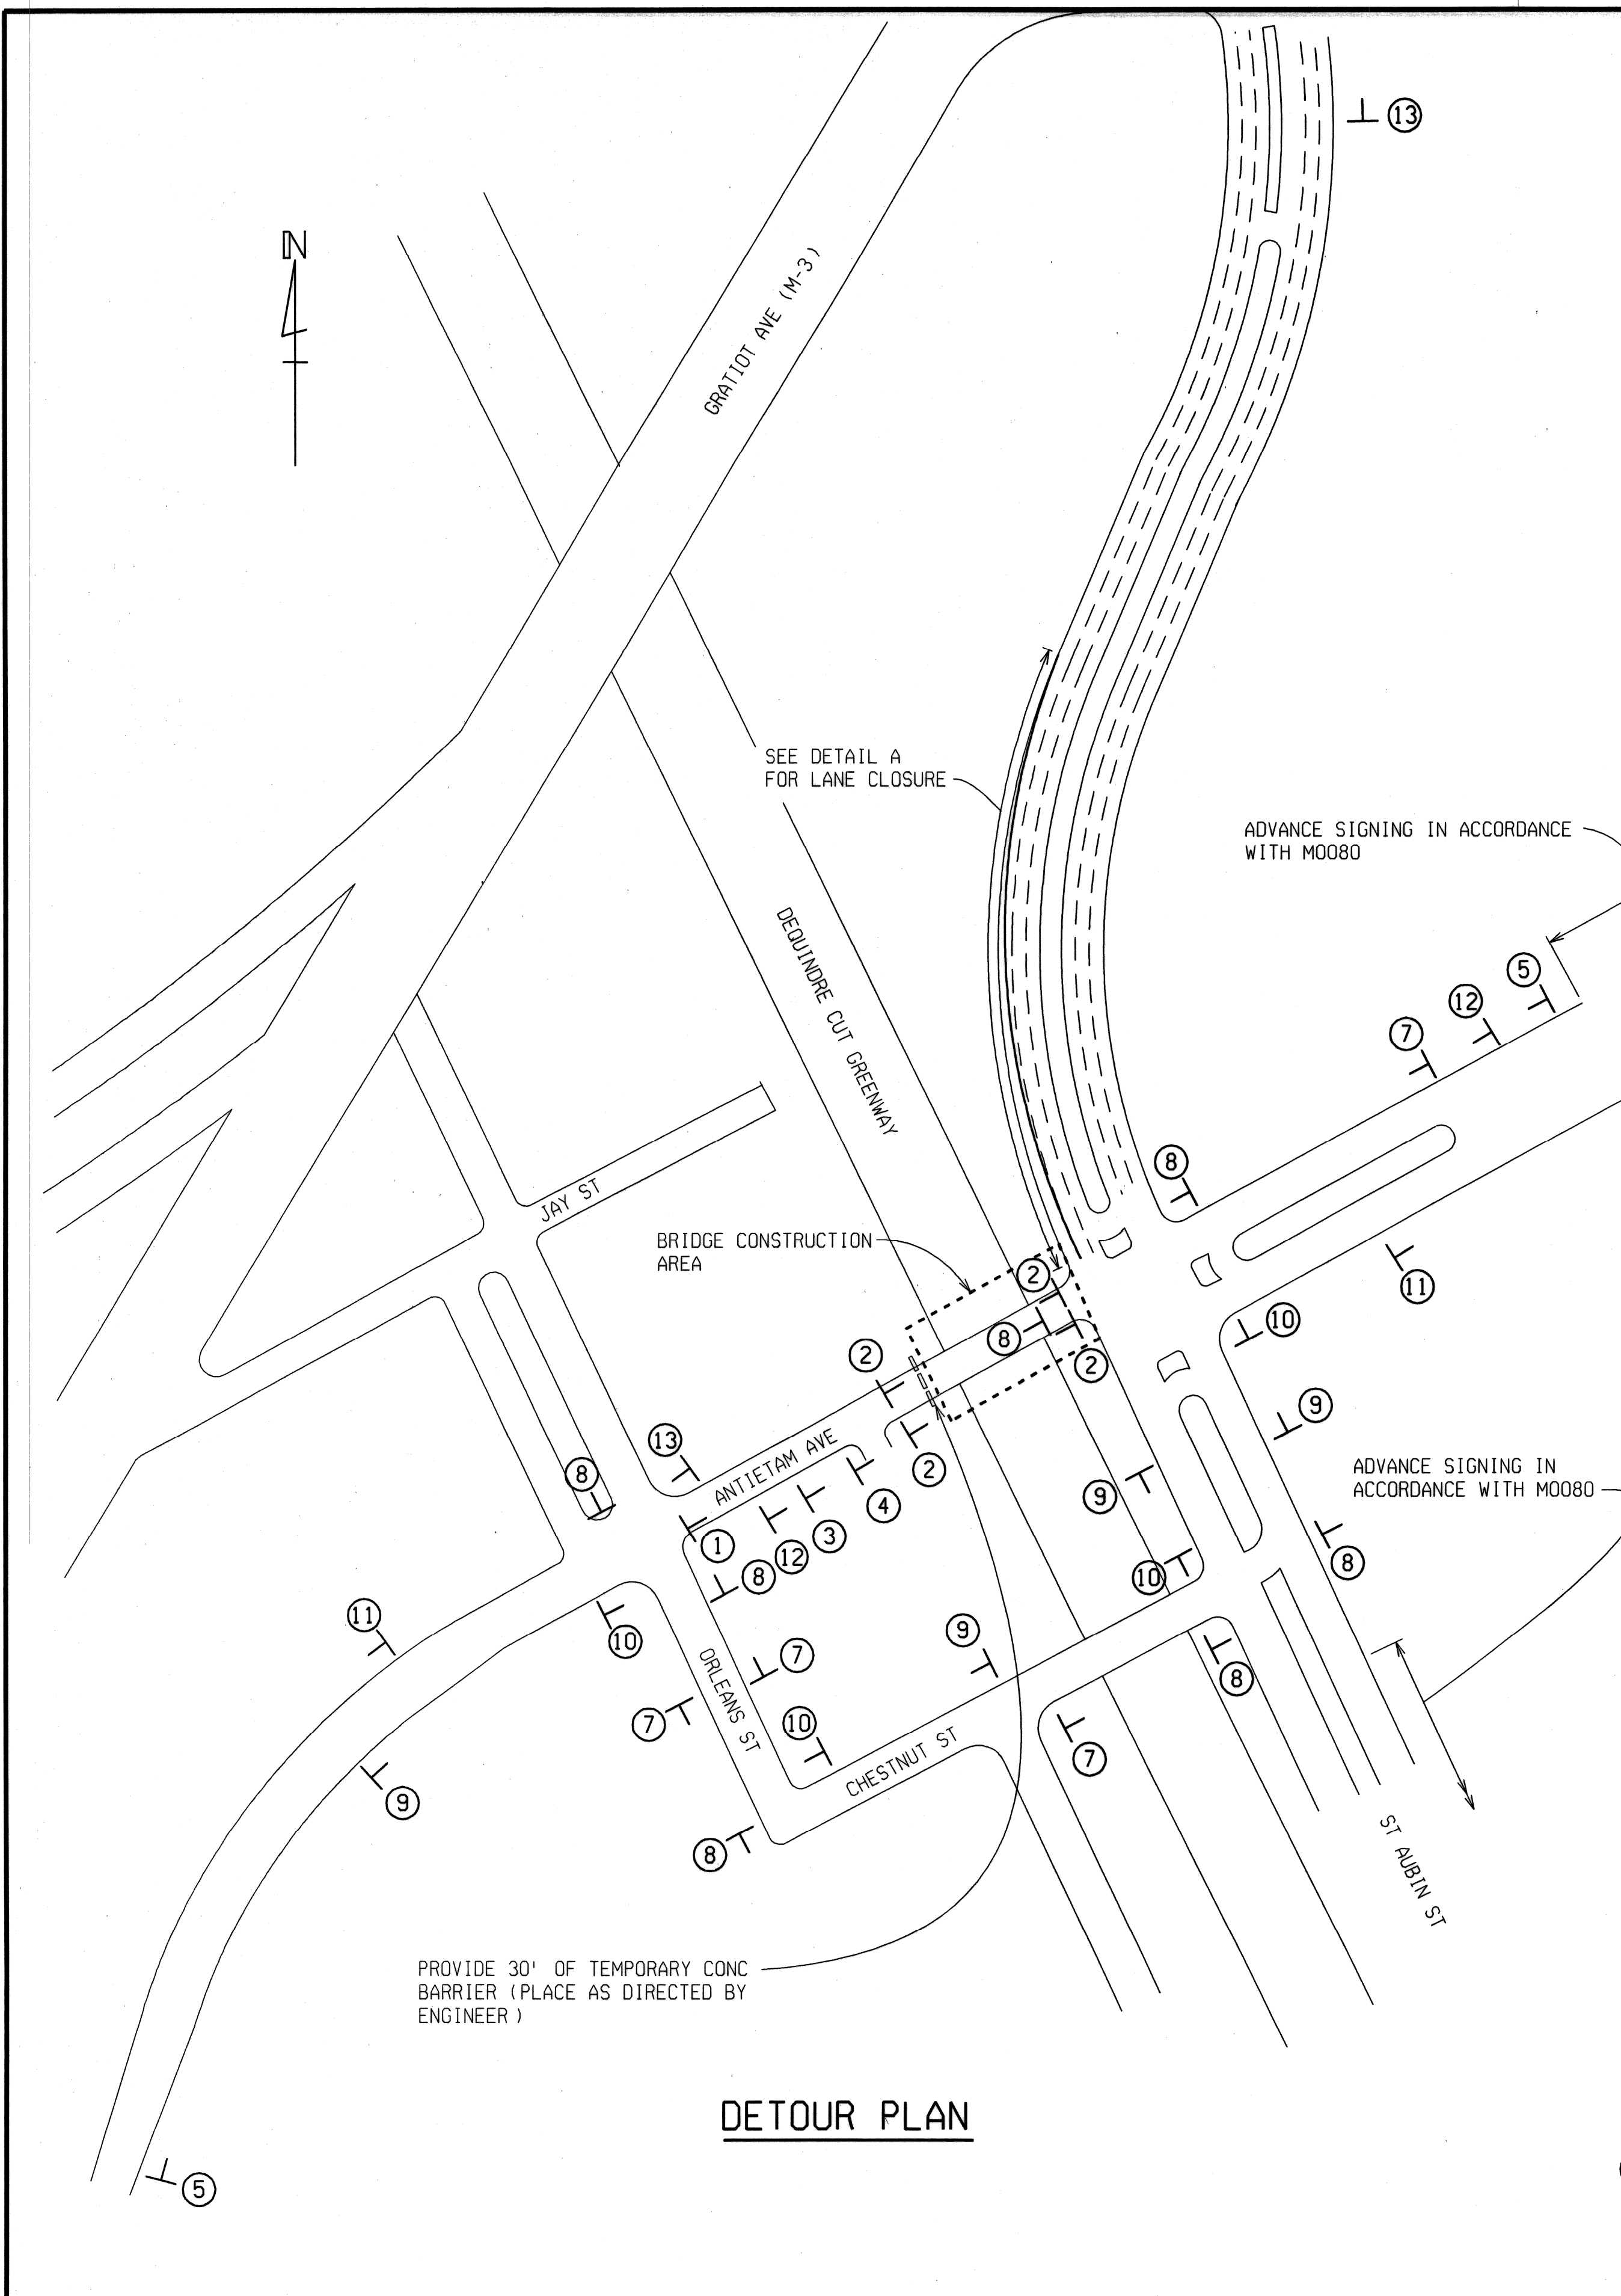 N
13
GRATIOT AVE (M-3)
SEE DETAIL A
FOR LANE CLOSURE
ADVANCE SIGNING IN ACCORDANCE
WITH M0080
DEQUINDRE CUT GREENWAY
5
12
7
8
JAY ST
BRIDGE CONSTRUCTION
AREA
2
11
10
8
2
2
9
13
ANTIETAM AVE
2
8
4
9
ADVANCE SIGNING IN
ACCORDANCE WITH M0080
3
1
12
8
8
10
11
10
9
7
ORLEANS ST
8
7
10
CHESTNUT ST
7
9
8
ST AUBIN ST
PROVIDE 30' OF TEMPORARY CONC
BARRIER (PLACE AS DIRECTED BY
ENGINEER)
DETOUR PLAN
5